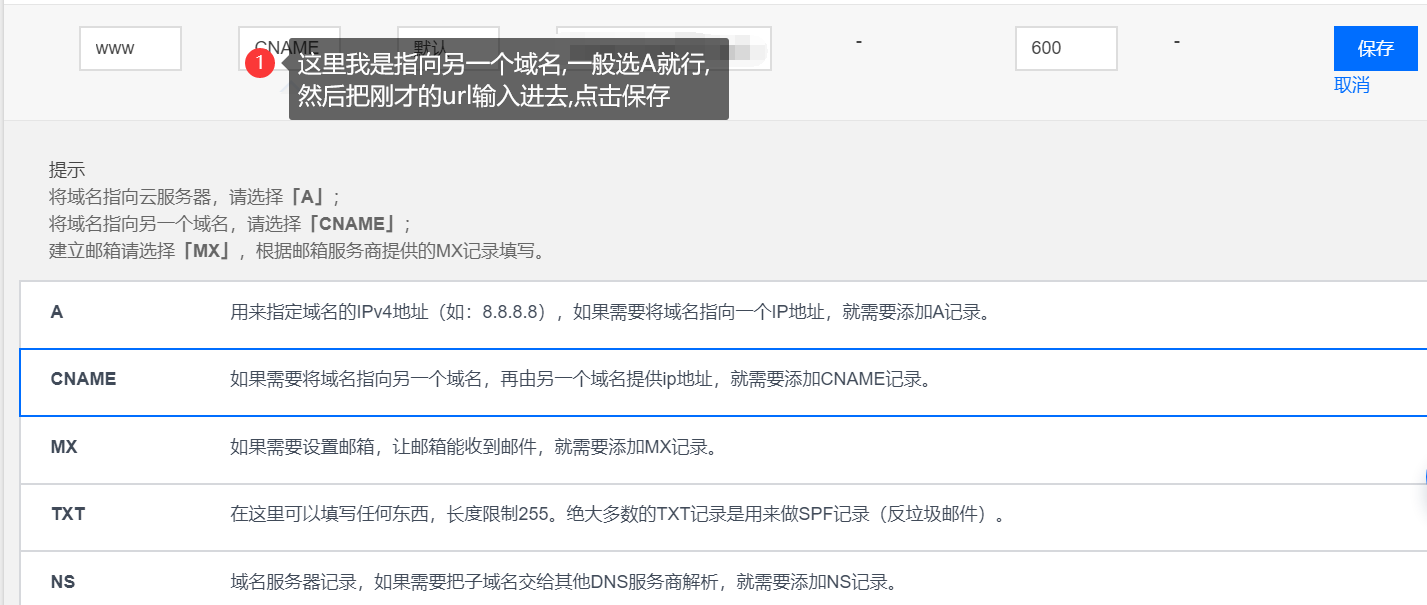 www CNAME 默认 - 600 - 保存
1 这里我是指向另一个域名,一般选A就行,
然后把刚才的url输入进去,点击保存
取消
提示
将域名指向云服务器，请选择「A」;
将域名指向另一个域名，请选择「CNAME」;
建立邮箱请选择「MX」，根据邮箱服务商提供的MX记录填写。
A 用来指定域名的IPv4地址（如：8.8.8.8），如果需要将域名指向一个IP地址，就需要添加A记录。
CNAME 如果需要将域名指向另一个域名，再由另一个域名提供ip地址，就需要添加CNAME记录。
MX 如果需要设置邮箱，让邮箱能收到邮件，就需要添加MX记录。
TXT 在这里可以填写任何东西，长度限制255。绝大多数的TXT记录是用来做SPF记录（反垃圾邮件）。
NS 域名服务器记录，如果需要把子域名交给其他DNS服务商解析，就需要添加NS记录。